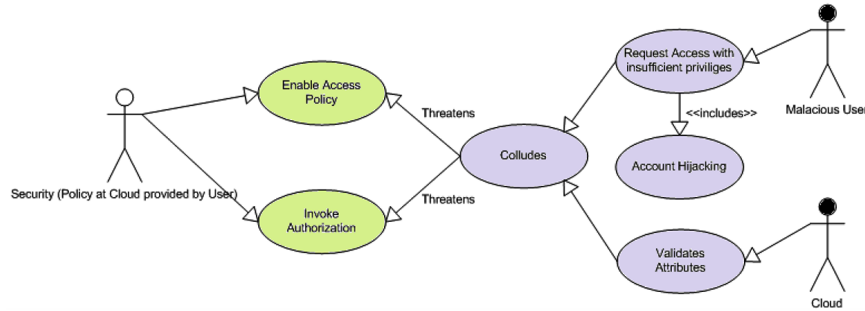 Request Access with
insufficient priviliges
Enable Access
Policy
Threatens
<<includes>>
Malacious User
Colludes
Account Hijacking
Security (Policy at Cloud provided by User)
Threatens
Invoke
Authorization
Validates
Attributes
Cloud